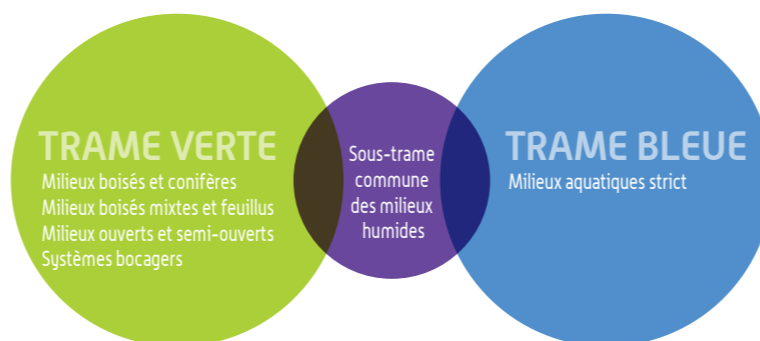 TRAME VERTE
Milieux boisés et conifères
Milieux boisés mixtes et feuillus
Milieux ouverts et semi-ouverts
Systèmes bocagers
Sous-trame
commune
des milieux
humides
TRAME BLEUE
Milieux aquatiques strict